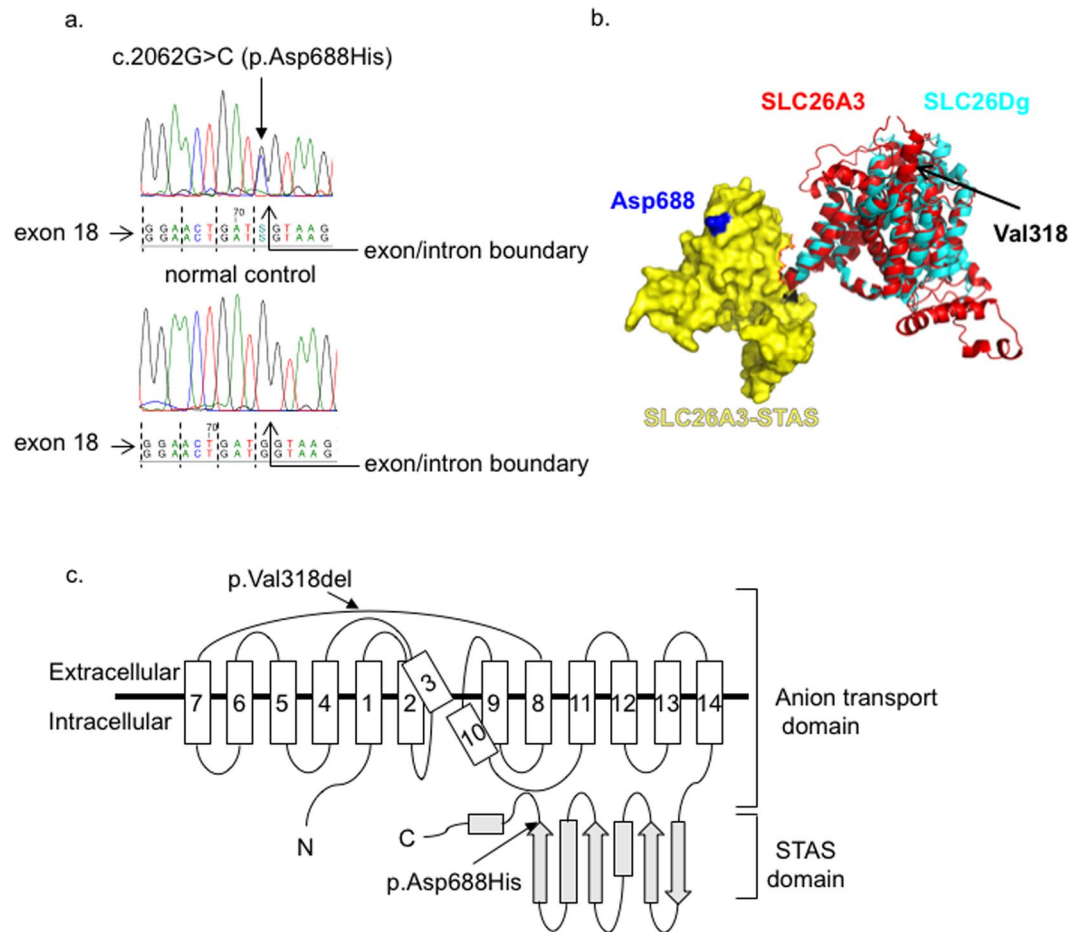 a.
c.2062G>C (p.Asp688His)
70
exon 18
G G A A C T G A T S G T A A G
G G A A C T G A T S G T A A G
exon/intron boundary
normal control
70
exon 18
G G A A C T G A T G G T A A G
G G A A C T G A T G G T A A G
exon/intron boundary
b.
SLC26A3
SLC26Dg
Asp688
Val318
SLC26A3-STAS
c.
p.Val318del
Extracellular
Intracellular
7
6
5
4
1
2
3
10
9
8
11
12
13
14
Anion transport
domain
N
C
p.Asp688His
STAS
domain